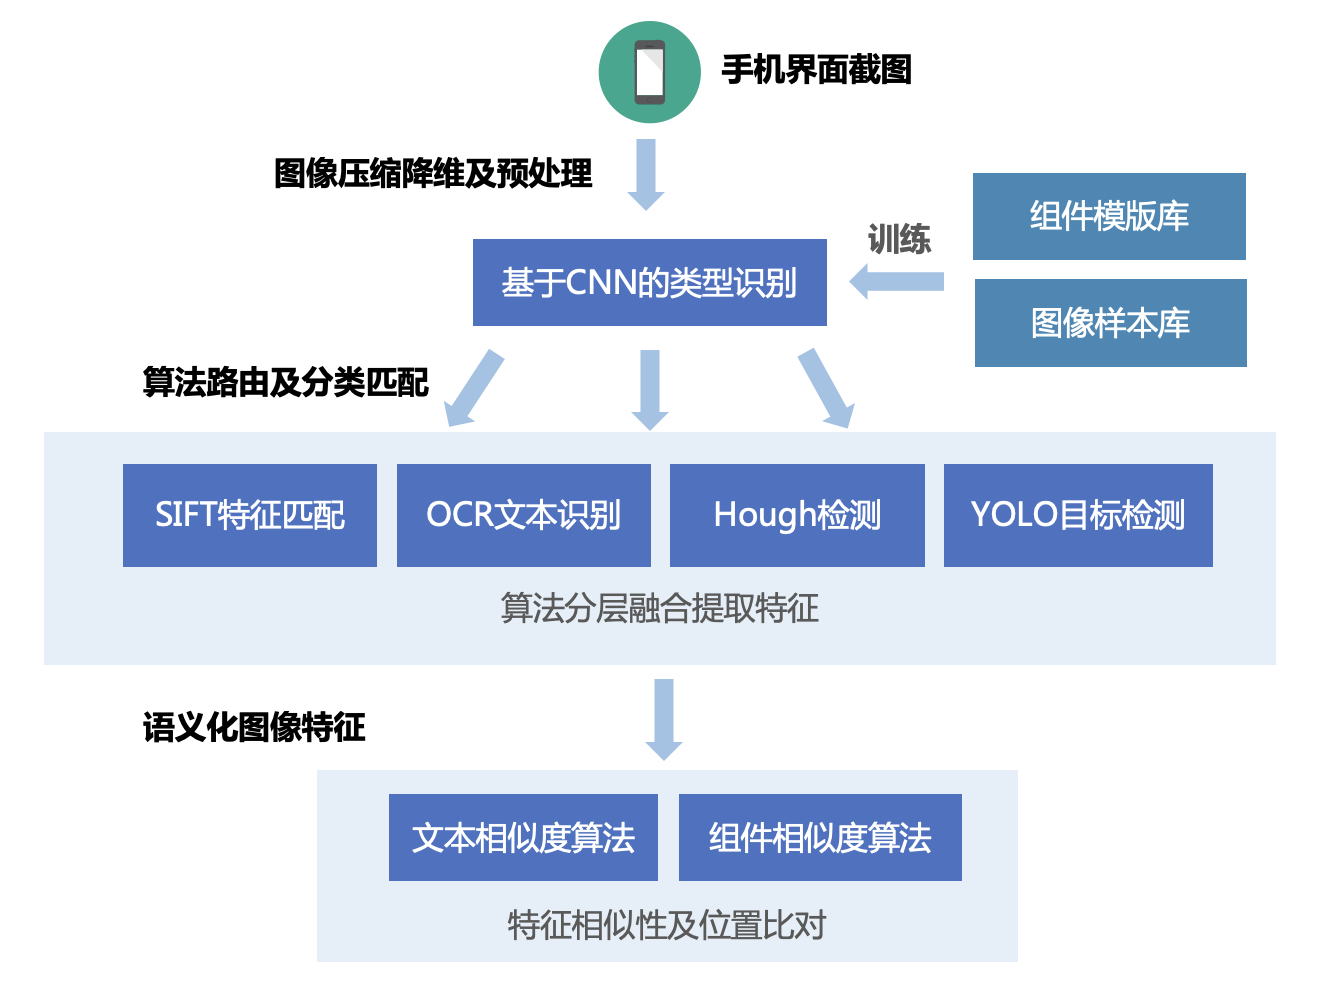 手机界面截图
图像压缩降维及预处理
组件模版库
训练
基于CNN的类型识别
图像样本库
算法路由及分类匹配
SIFT特征匹配
OCR文本识别
Hough检测
YOLO目标检测
算法分层融合提取特征
语义化图像特征
文本相似度算法
组件相似度算法
特征相似性及位置比对